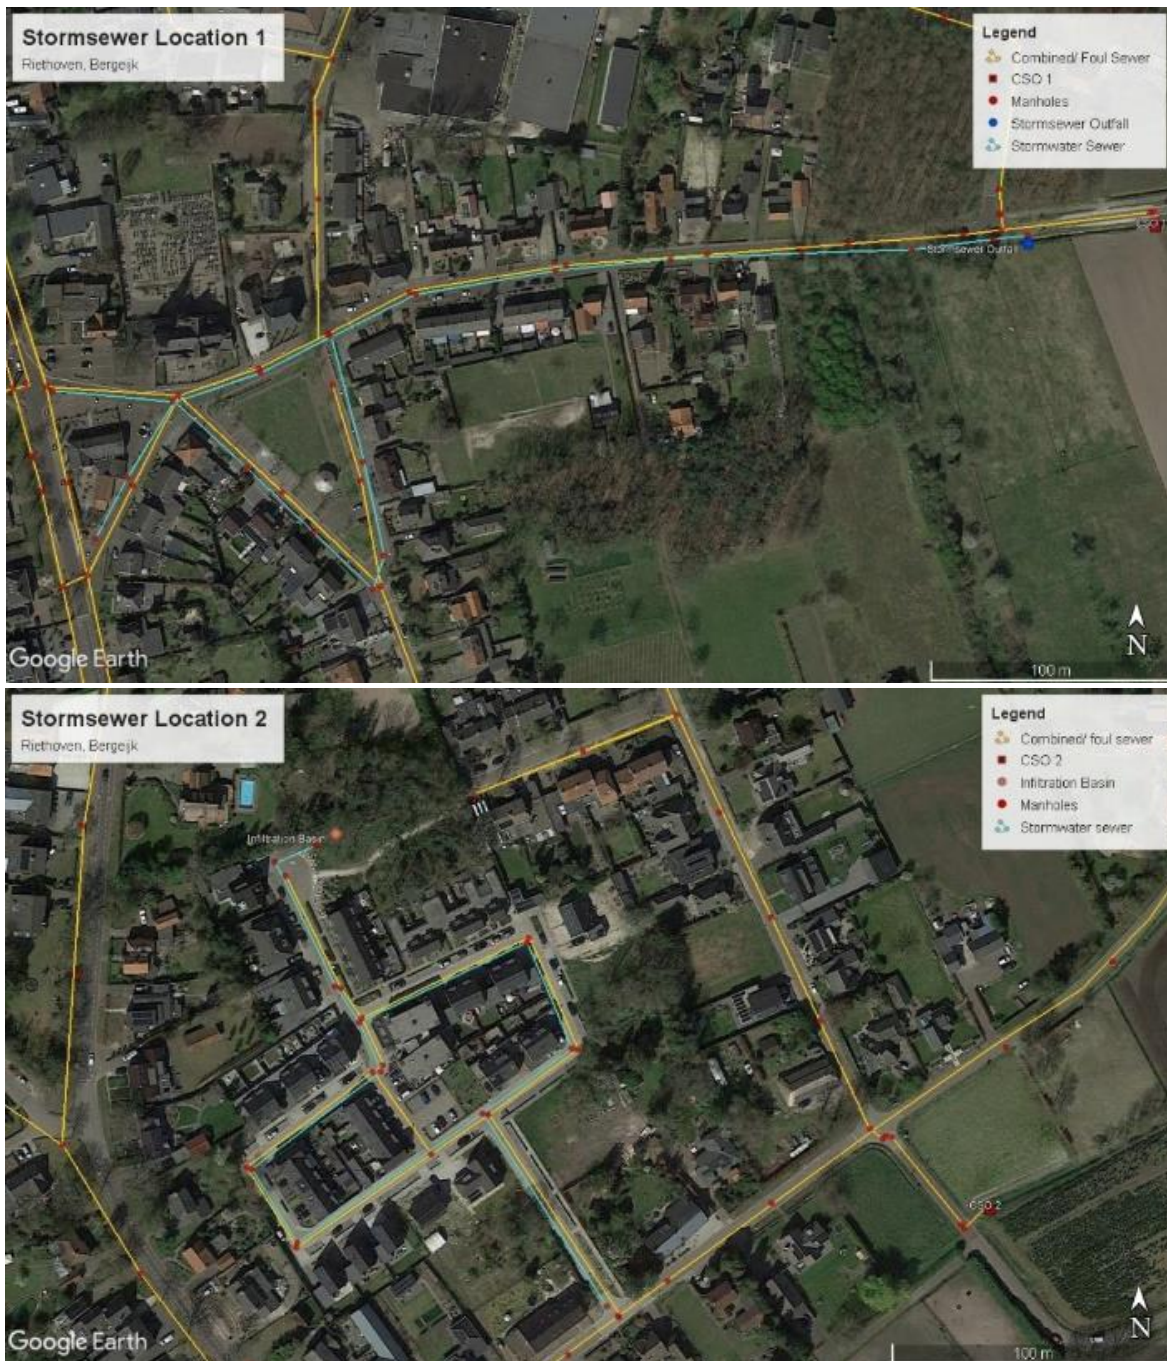 Stormsewer Location 1
Riethoven, Bergeijk
Legend
Combined/ Foul Sewer
CSO 1
Manholes
Stormsewer Outfall
Stormwater Sewer
Stormsewer Outfall
Google Earth
100 m
N
Stormsewer Location 2
Riethoven, Bergeijk
Legend
Combined/ foul sewer
CSO 2
Infiltration Basin
Manholes
Stormwater sewer
Infiltration Basin
CSO 2
Google Earth
100 m
N